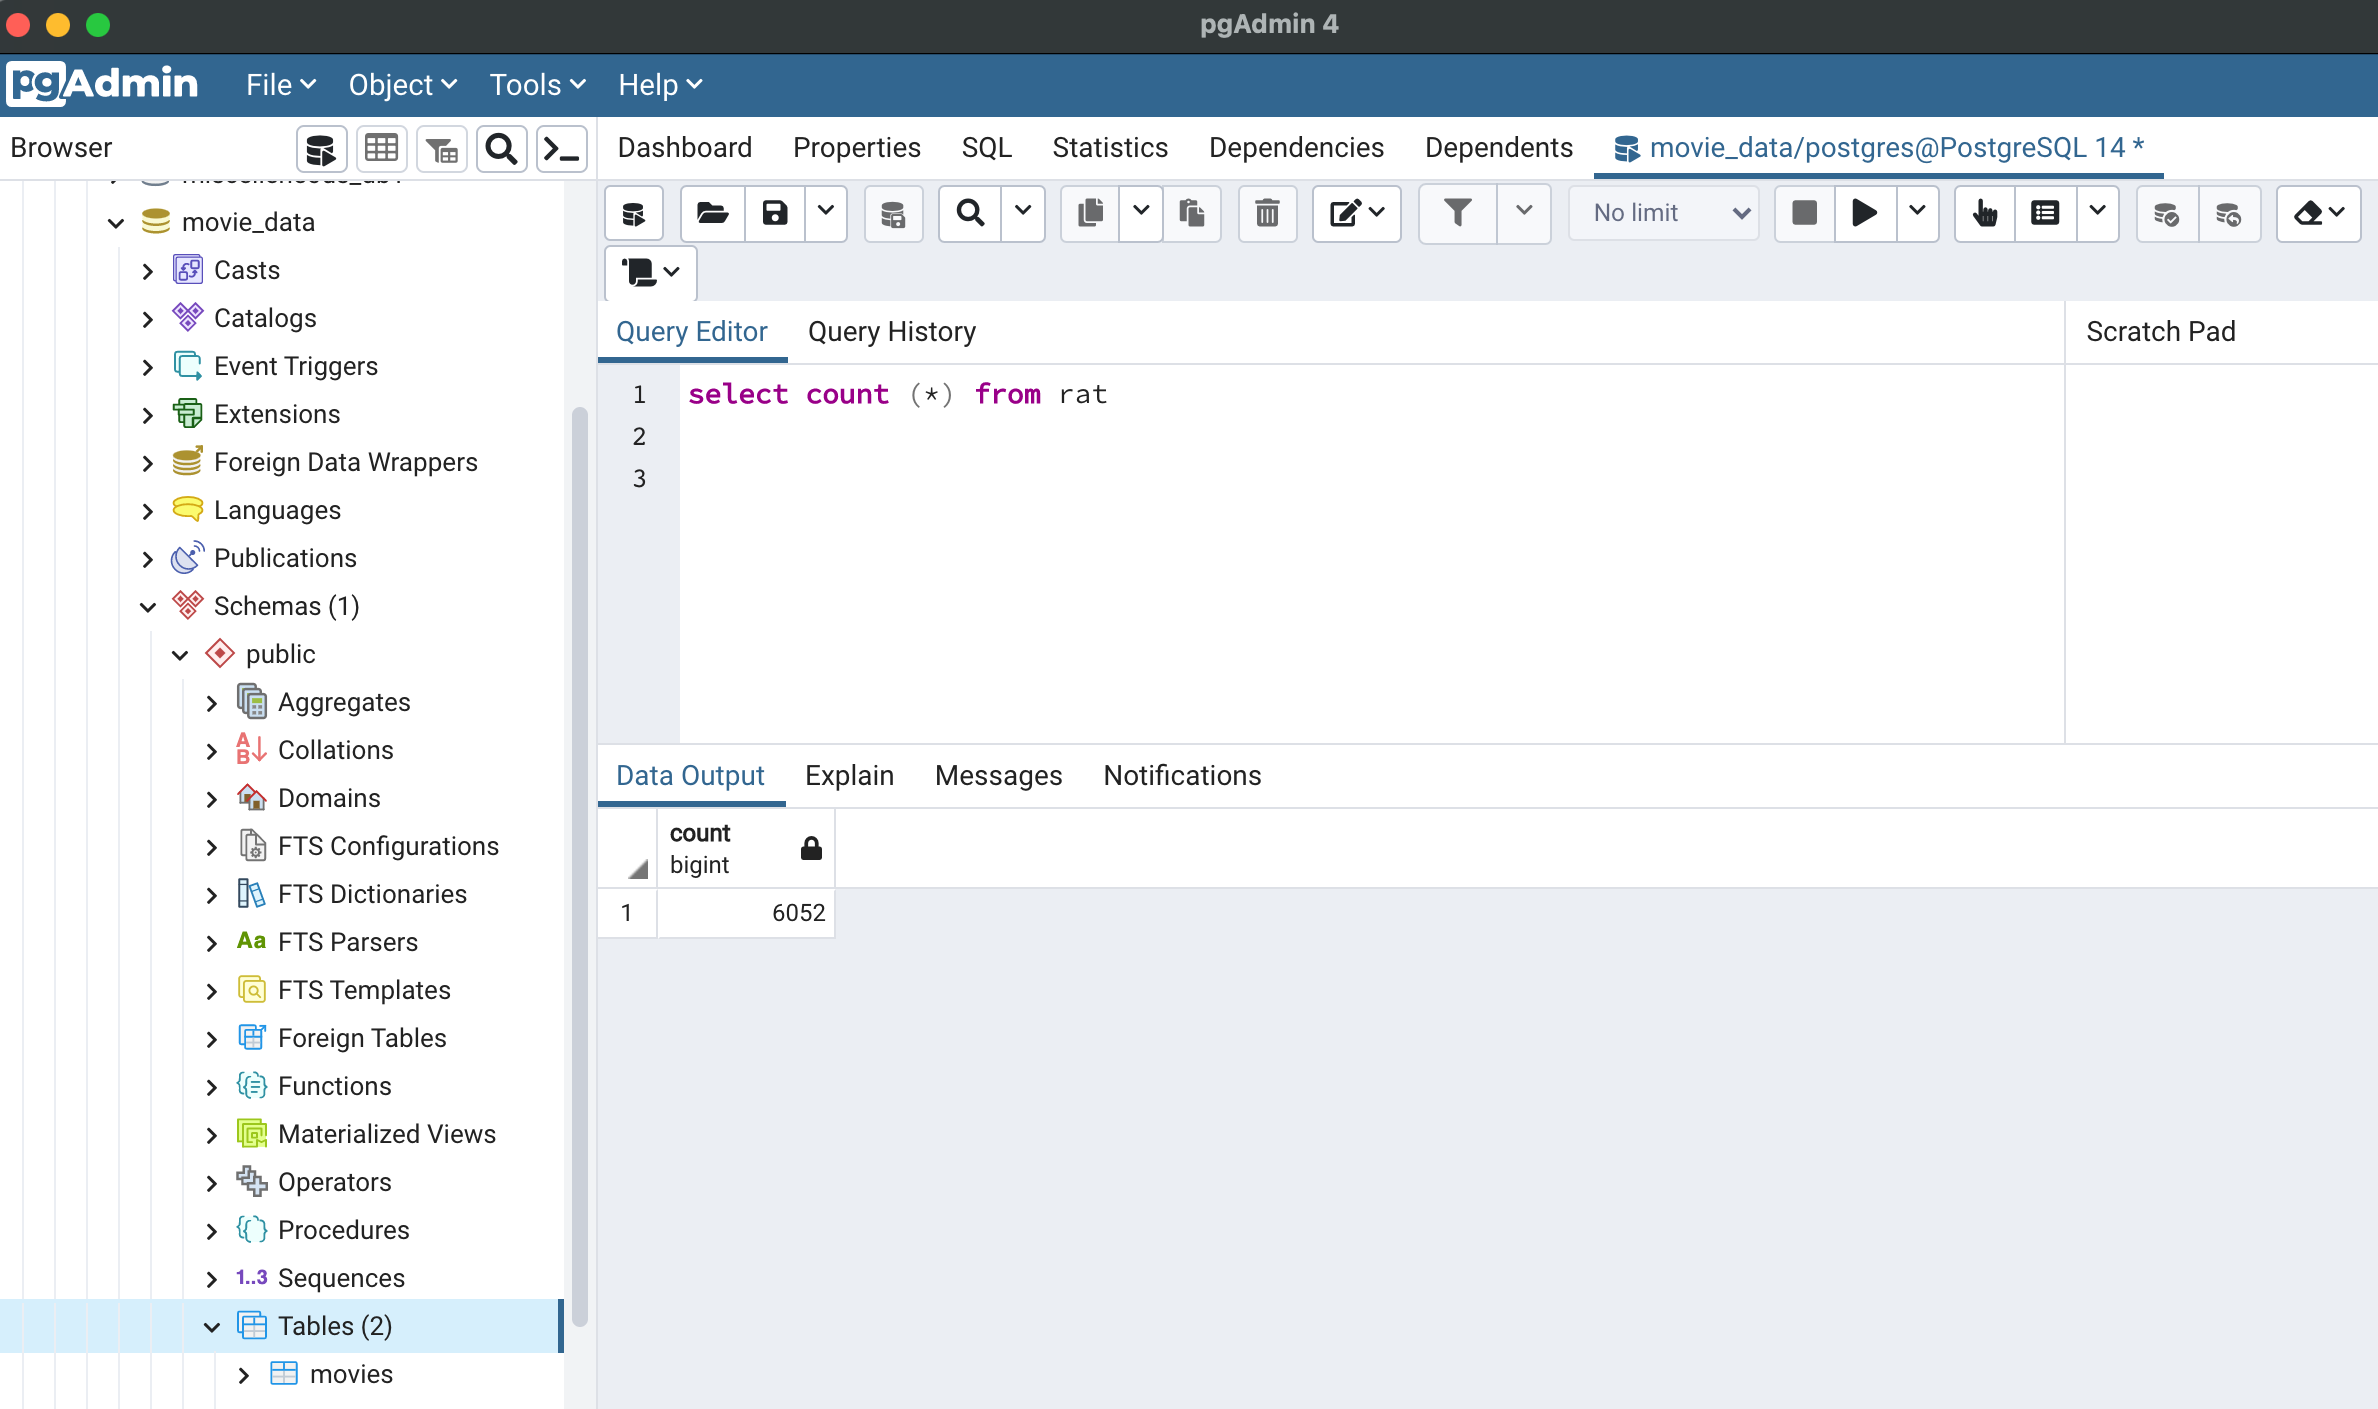 pgAdmin 4
pgAdmin File Object Tools Help
Browser
Dashboard Properties SQL Statistics Dependencies Dependents movie_data/postgres@PostgreSQL 14 *
movie_data
No limit
Casts
Catalogs
Event Triggers
Extensions
Foreign Data Wrappers
Languages
Publications
Schemas (1)
public
Aggregates
Collations
Domains
FTS Configurations
FTS Dictionaries
Aa FTS Parsers
FTS Templates
Foreign Tables
Functions
Materialized Views
Operators
Procedures
1..3 Sequences
Tables (2)
movies
Query Editor Query History
Scratch Pad
1 select count (*) from rat
2
3
Data Output Explain Messages Notifications
count
bigint
1 6052